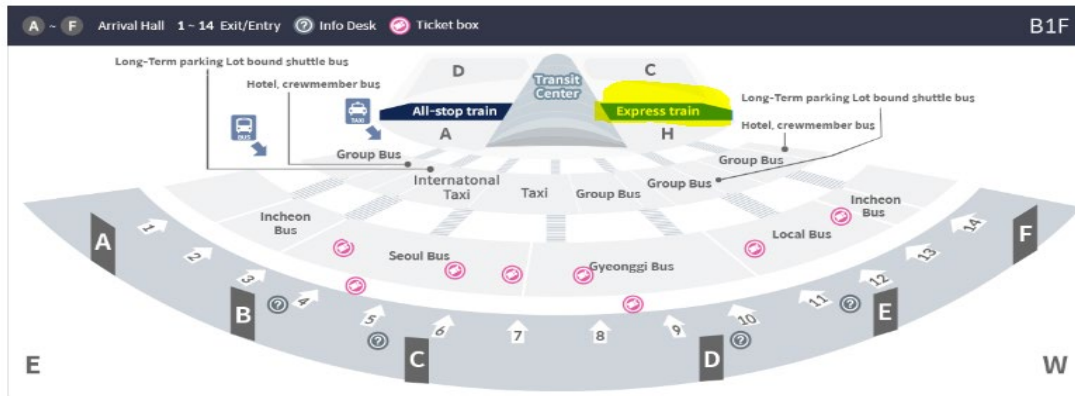 A ~ F Arrival Hall 1 ~ 14 Exit/Entry ? Info Desk Ticket box B1F
Long-Term parking Lot bound shuttle bus
Hotel, crewmember bus
D
Transit
Center
C
TAXI
BUS
All-stop train
Express train
Long-Term parking Lot bound shuttle bus
Hotel, crewmember bus
A
H
Group Bus
Group Bus
Internatonal
Taxi
Taxi
Group Bus
Group Bus
Incheon
Bus
Incheon
Bus
Seoul Bus
Gyeonggi Bus
Local Bus
A
1
2
3
4
5
6
7
8
9
10
11
12
13
14
F
B
?
?
C
D
?
?
E
E
W